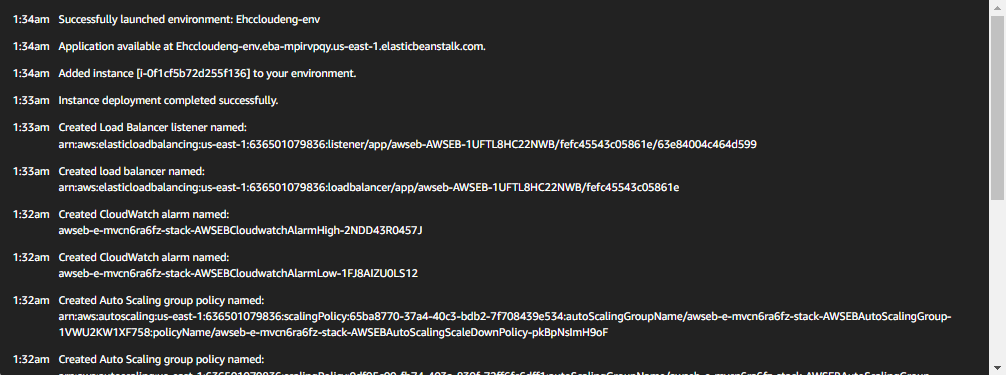 1:34am Successfully launched environment: Ehccloudeng-env
1:34am Application available at Ehccloudeng-env.eba-mpirvpqy.us-east-1.elasticbeanstalk.com.
1:34am Added instance [i-0f1cf5b72d255f136] to your environment.
1:33am Instance deployment completed successfully.
1:33am Created Load Balancer listener named:
arn:aws:elasticloadbalancing:us-east-1:636501079836:listener/app/awseb-AWSEB-1UFTL8HC22NWB/fefc45543c05861e/63e84004c464d599
1:33am Created load balancer named:
arn:aws:elasticloadbalancing:us-east-1:636501079836:loadbalancer/app/awseb-AWSEB-1UFTL8HC22NWB/fefc45543c05861e
1:32am Created CloudWatch alarm named:
awseb-e-mvcn6ra6fz-stack-AWSEBCloudwatchAlarmHigh-2NDD43R0457J
1:32am Created CloudWatch alarm named:
awseb-e-mvcn6ra6fz-stack-AWSEBCloudwatchAlarmLow-1FJ8AIZU0LS12
1:32am Created Auto Scaling group policy named:
arn:aws:autoscaling:us-east-1:636501079836:scalingPolicy:65ba8770-37a4-40c3-bdb2-7f708439e534:autoScalingGroupName/awseb-e-mvcn6ra6fz-stack-AWSEBAutoScalingGroup-
1VWU2KW1XF758:policyName/awseb-e-mvcn6ra6fz-stack-AWSEBAutoScalingScaleDownPolicy-pkBpNsImH9oF
1:32am Created Auto Scaling group policy named: